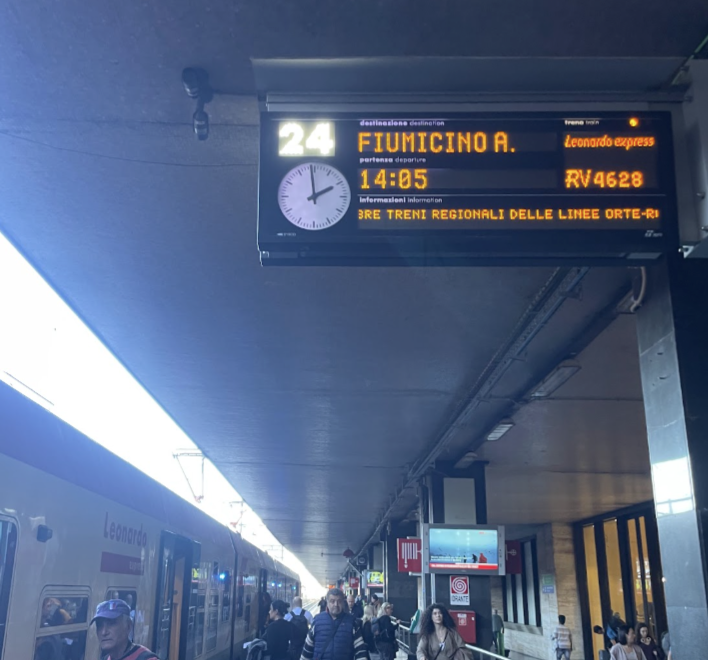 24
destinazione destination
treno train
FIUMICINO A.
Leonardo express
partenza departure
14:05
RV4628
informazioni information
BRE TRENI REGIONALI DELLE LINEE ORTE-R
Leonardo